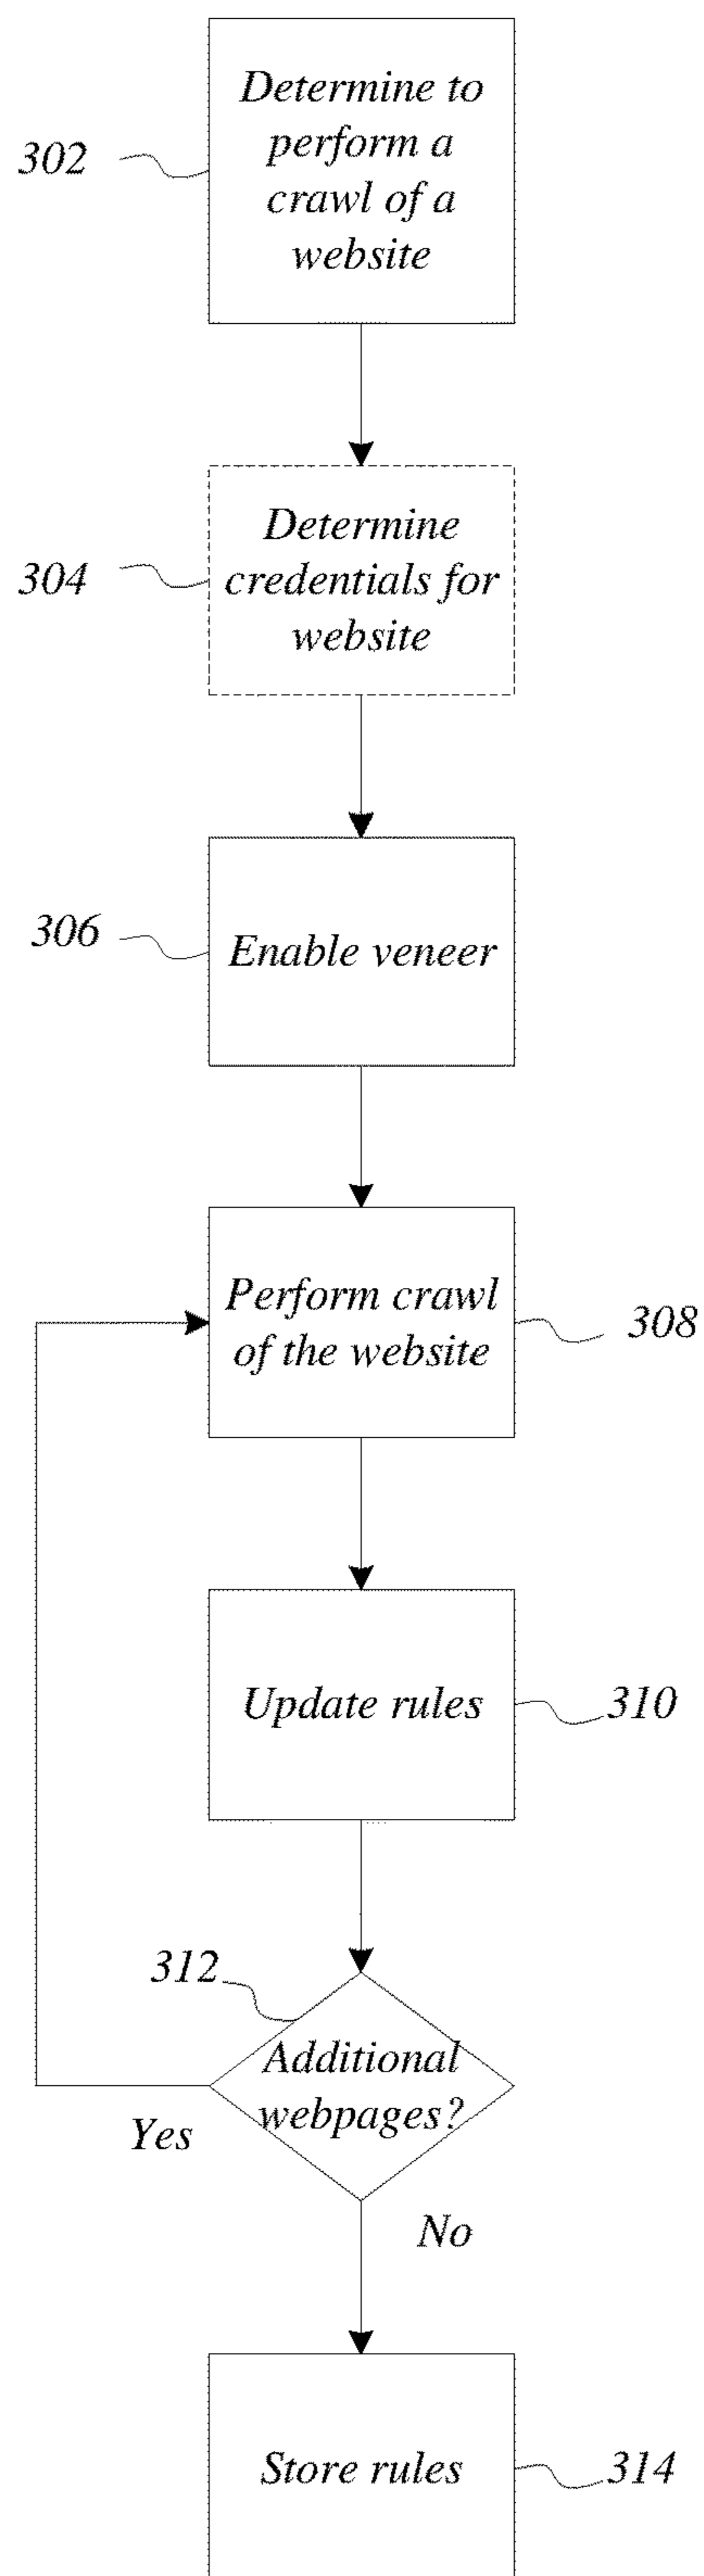 Determine to
perform a
crawl of a
website
302
Determine
credentials for
website
304
Enable veneer
306
Perform crawl
of the website
308
Update rules
310
312
Additional
webpages?
Yes
No
Store rules
314